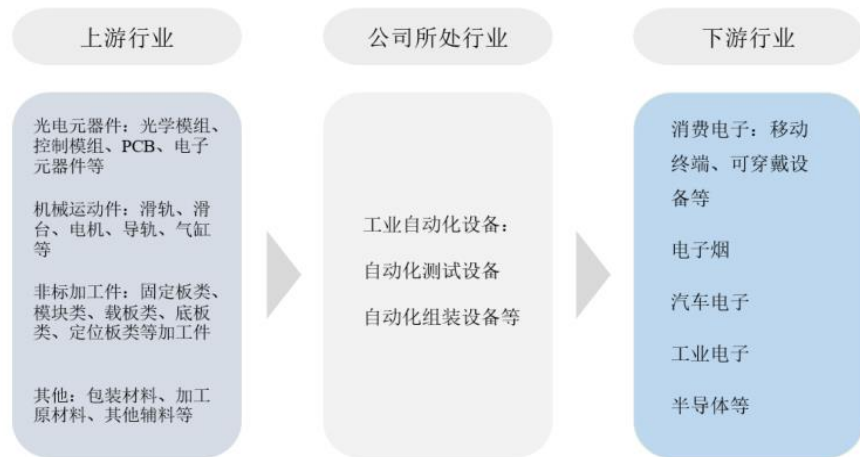 上游行业
公司所处行业
下游行业
光电元器件：光学模组、
控制模组、PCB、电子
元器件等
机械运动件：滑轨、滑
台、电机、导轨、气缸
等
非标加工件：固定板类、
模块类、载板类、底板
类、定位板类等加工件
其他：包装材料、加工
原材料、其他辅料等
工业自动化设备：
自动化测试设备
自动化组装设备等
消费电子：移动
终端、可穿戴设
备等
电子烟
汽车电子
工业电子
半导体等